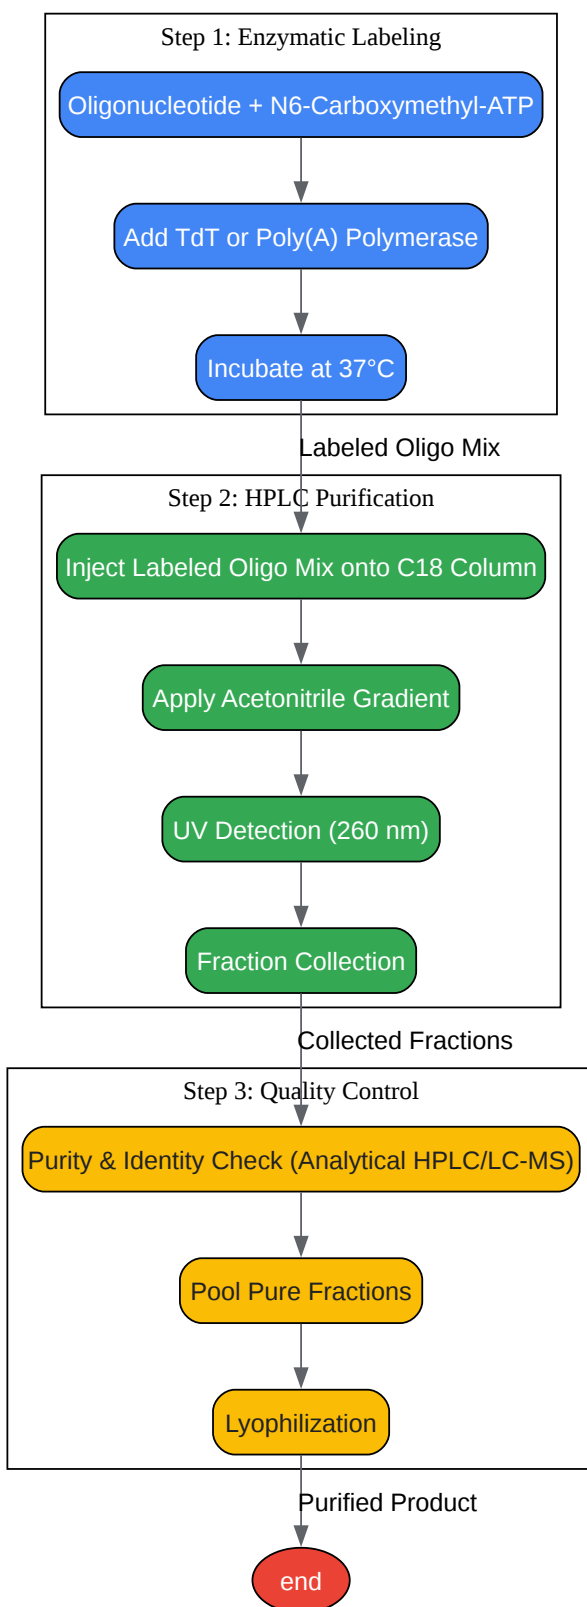 Step 1: Enzymatic Labeling
Oligonucleotide + N6-Carboxymethyl-ATP
Add TdT or Poly(A) Polymerase
Incubate at 37°C
Labeled Oligo Mix
Step 2: HPLC Purification
Inject Labeled Oligo Mix onto C18 Column
Apply Acetonitrile Gradient
UV Detection (260 nm)
Fraction Collection
Collected Fractions
Step 3: Quality Control
Purity & Identity Check (Analytical HPLC/LC-MS)
Pool Pure Fractions
Lyophilization
Purified Product
end